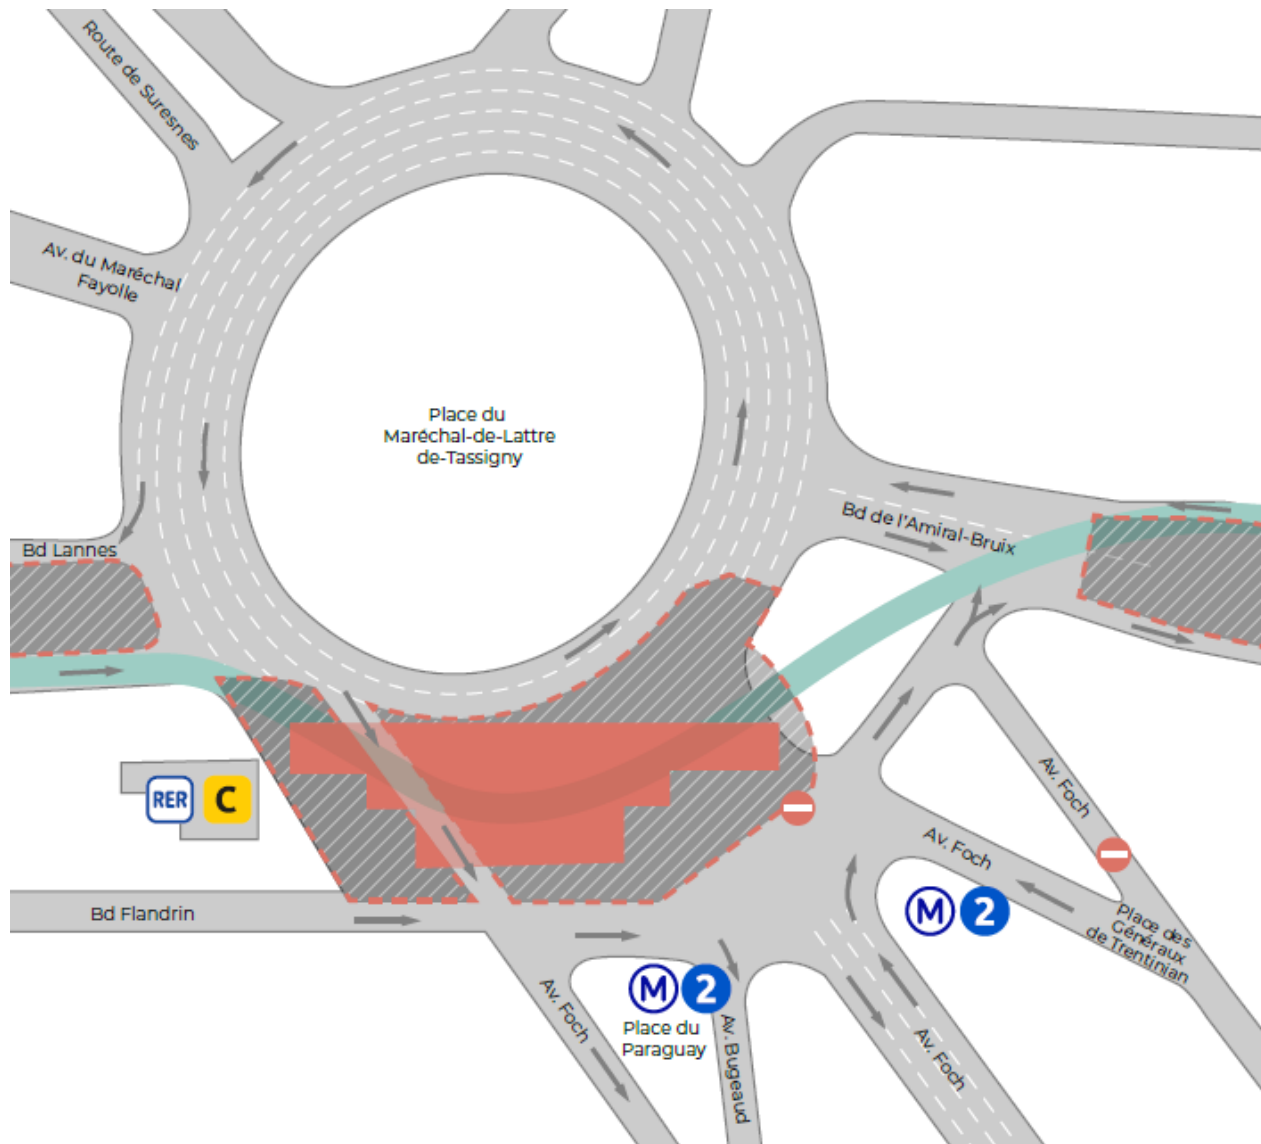 Route de Suresnes
Av. du Maréchal
Fayolle
Place du
Maréchal-de-Lattre
de-Tassigny
Bd de l'Amiral-Bruix
Bd Lannes
RER
C
Av. Foch
Av. Foch
M
2
Bd Flandrin
Place des
Généraux
de Trentinian
M
2
Place du
Paraguay
Av. Foch
Av. Bugeaud
Av. Foch